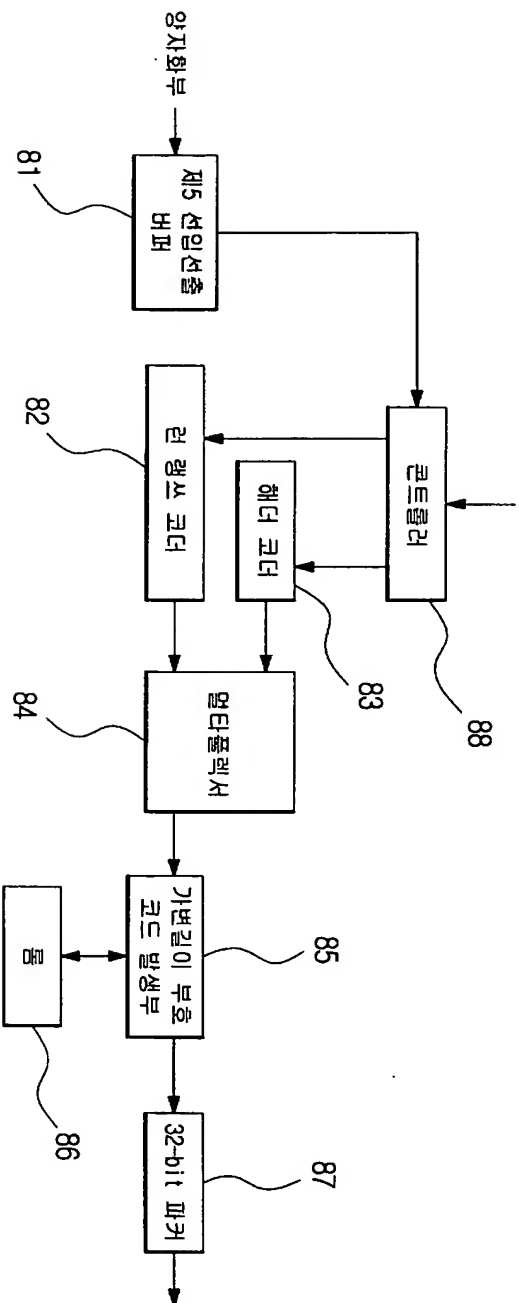 양자화부
제5 선입선출
버퍼
81
콘트롤러
88
런 랭쓰 코더
82
해더 코더
83
멀티플렉서
84
가변길이 부호
코드 발생부
85
롬
86
32-bit 파커
87